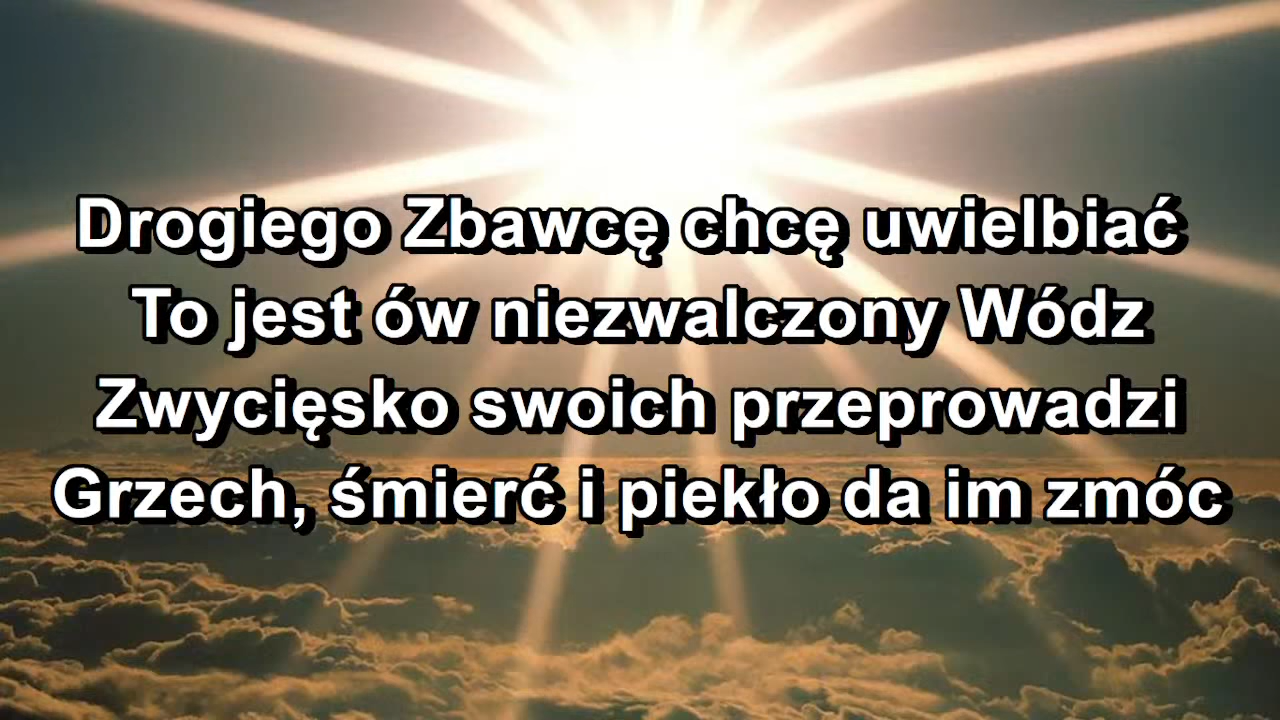 Drogiego Zbawcę chcę uwielbiać
To jest ów niezwalczony Wódz
Zwycięsko swoich przeprowadzi
Grzech, śmierć i piekło da im zmóc